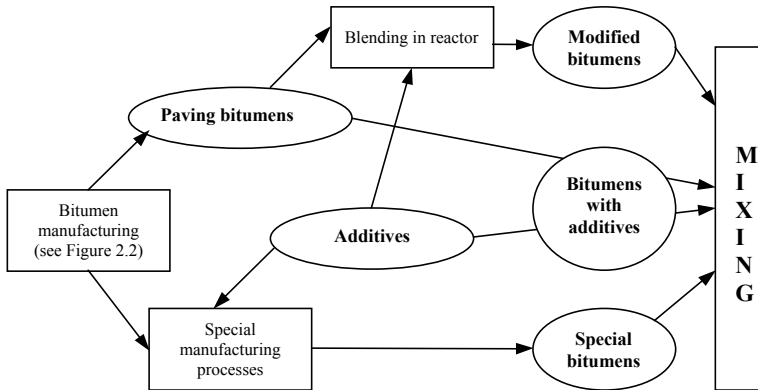 Blending in reactor
Modified
bitumens
Paving bitumens
Bitumen
manufacturing
(see Figure 2.2)
Additives
Bitumens
with
additives
Special
manufacturing
processes
Special
bitumens
M
I
X
I
N
G